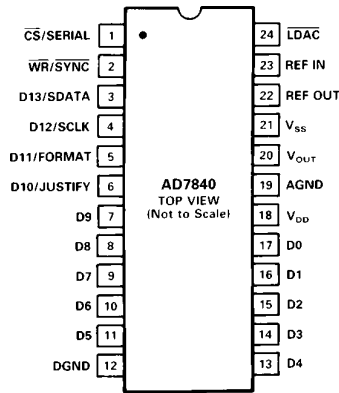 CS/SERIAL 1
WR/SYNC 2
D13/SDATA 3
D12/SCLK 4
D11/FORMAT 5
D10/JUSTIFY 6
D9 7
D8 8
D7 9
D6 10
D5 11
DGND 12
AD7840
TOP VIEW
(Not to Scale)
24 LDAC
23 REF IN
22 REF OUT
21 VSS
20 VOUT
19 AGND
18 VDD
17 D0
16 D1
15 D2
14 D3
13 D4